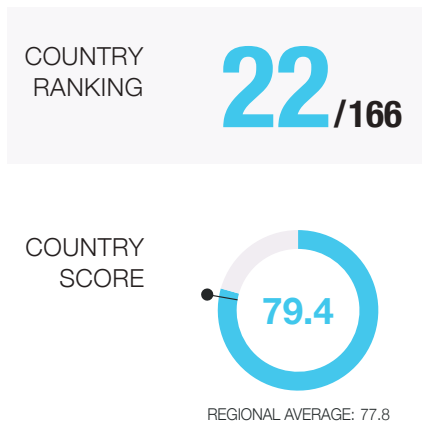 COUNTRY
RANKING
22/166
COUNTRY
SCORE
79.4
REGIONAL AVERAGE: 77.8